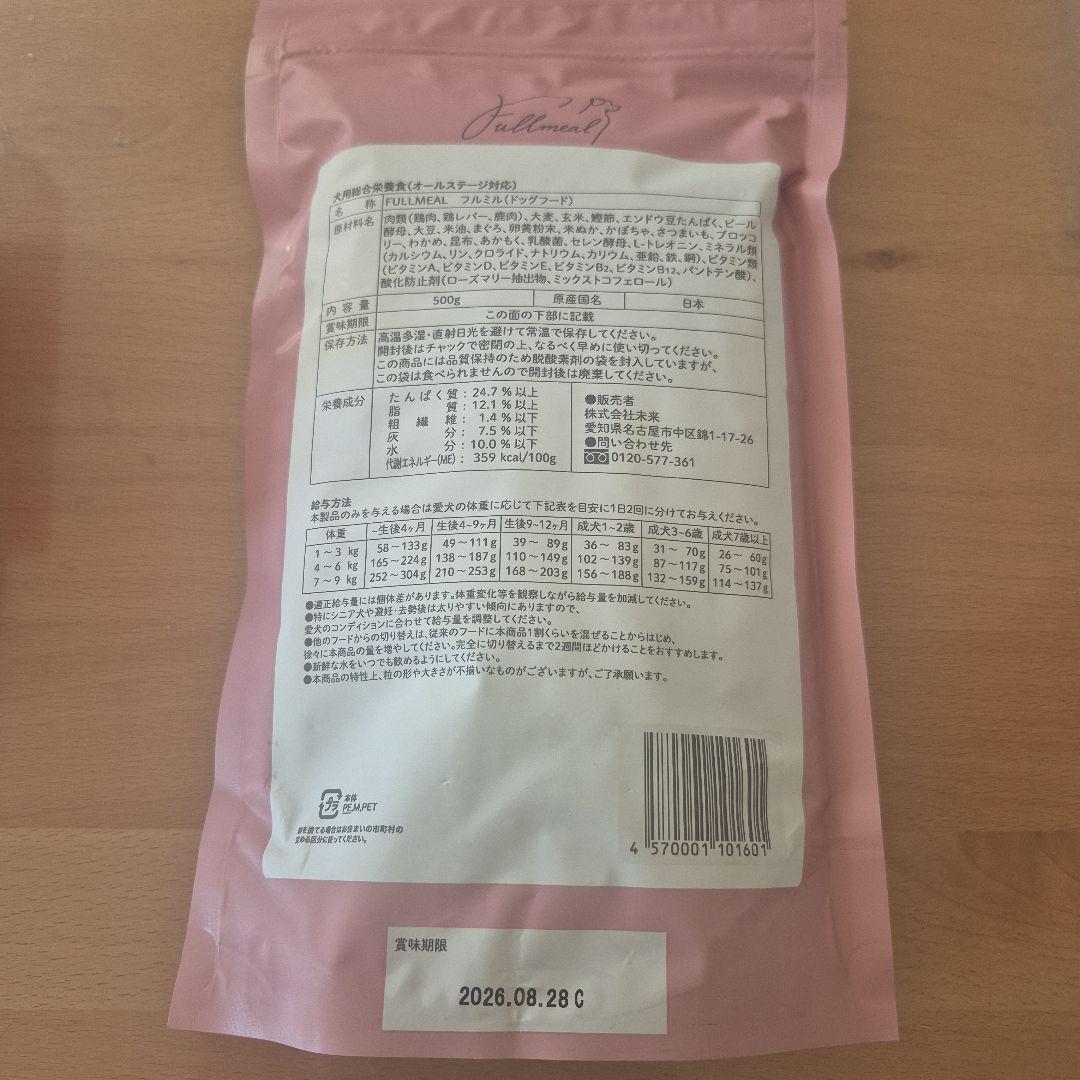 Fullmeal
犬用総合栄養食(オールステージ対応)
名 称 FULLMEAL フルミル(ドッグフード)
原材料名 肉類(鶏肉、鶏レバー、鹿肉)、大麦、玄米、鰹節、エンドウ豆たんぱく、ビール
酵母、大豆、米油、まぐろ、卵黄粉末、米ぬか、かぼちゃ、さつまいも、ブロッコ
リー、わかめ、昆布、あかもく、乳酸菌、セレン酵母、L-トレオニン、ミネラル類
(カルシウム、リン、クロライド、ナトリウム、カリウム、亜鉛、鉄、銅)、ビタミン類
(ビタミンA、ビタミンD、ビタミンE、ビタミンB2、ビタミンB12、パントテン酸)、
酸化防止剤(ローズマリー抽出物、ミックストコフェロール)
内容量 500g 原産国名 日本
賞味期限 この面の下部に記載
保存方法 高温多湿・直射日光を避けて常温で保存してください。
開封後はチャックで密閉の上、なるべく早めに使い切ってください。
この商品には品質保持のため脱酸素剤の袋を封入していますが、
この袋は食べられませんので開封後は廃棄してください。
栄養成分 たんぱく質：24.7％以上
脂質：12.1％以上
粗繊維：1.4％以下
灰分：7.5％以下
水分：10.0％以下
代謝エネルギー(ME)：359 kcal/100g
●販売者
株式会社未来
愛知県名古屋市中区錦1-17-26
●問い合わせ先
0120-577-361
給与方法
本製品のみを与える場合は愛犬の体重に応じて下記表を目安に1日2回に分けてお与えください。
体重 ~生後4ヶ月 生後4~9ヶ月 生後9~12ヶ月 成犬1~2歳 成犬3~6歳 成犬7歳以上
1～3 kg 58～133g 49～111g 39～ 89g 36～ 83g 31～ 70g 26～ 60g
4～6 kg 165～224g 138～187g 110～149g 102～139g 87～117g 75～101g
7～9 kg 252～304g 210～253g 168～203g 156～188g 132～159g 114～137g
●適正給与量には個体差があります。体重変化等を観察しながら給与量を加減してください。
●特にシニア犬や避妊・去勢後は太りやすい傾向にありますので、
愛犬のコンディションに合わせて給与量を調整してください。
●他のフードからの切り替えは、従来のフードに本商品1割くらいを混ぜることからはじめ、
徐々に本商品の量を増やしてください。完全に切り替えるまで2週間ほどかけることをおすすめします。
●新鮮な水をいつでも飲めるようにしてください。
●本商品の特性上、粒の形や大きさが不揃いなものがございますが、ご了承願います。
プラ 本体
PE,M,PET
を捨てる場合はお住まいの市町村の
定める区分に従ってください。
4 570001 101601
賞味期限
2026.08.28 C